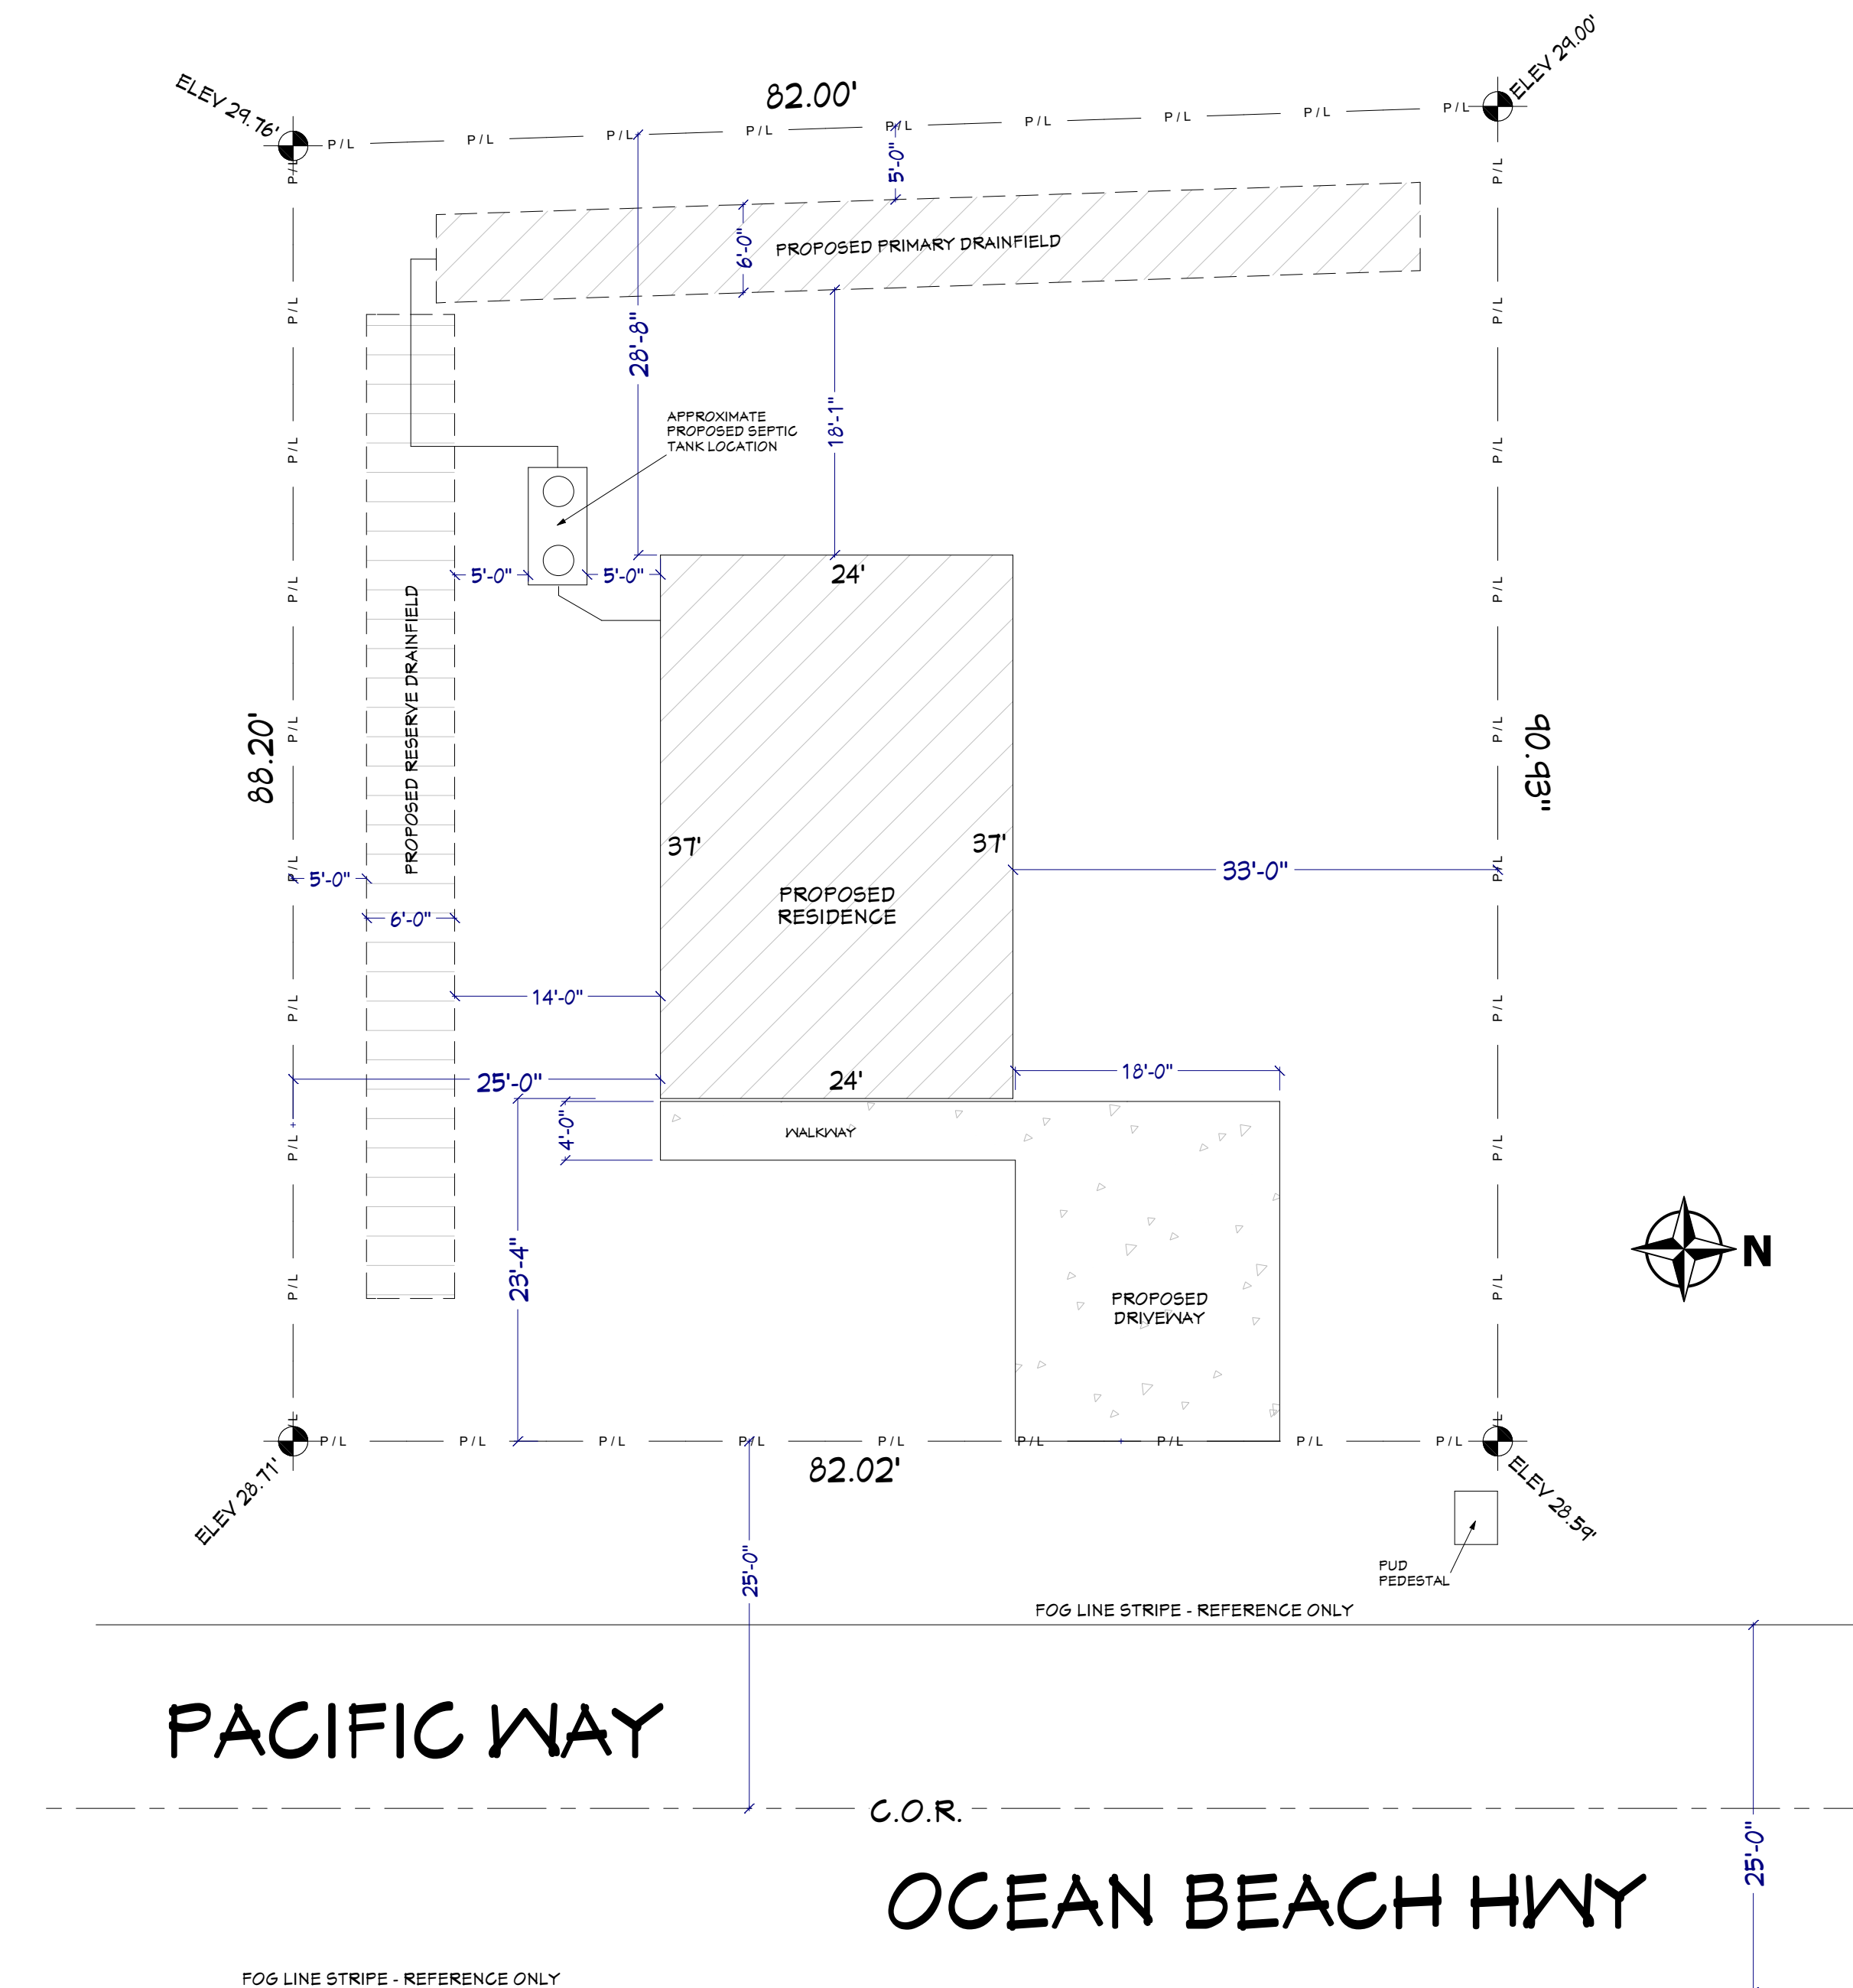 ELEV 29.76'
82.00'
ELEV 29.00'
P/L P/L P/L P/L P/L P/L P/L P/L P/L
P/L
P/L
P/L
P/L
P/L
P/L
P/L
P/L
P/L
/L
P/L
P/L
P/L
P/L
P/L
P/L
P/L
P/L
P/L
/L
5'-0"
6'-0"
PROPOSED PRIMARY DRAINFIELD
28'-8"
18'-1"
APPROXIMATE
PROPOSED SEPTIC
TANK LOCATION
5'-0"
5'-0"
24'
PROPOSED RESERVE DRAINFIELD
88.20'
90.93"
37'
37'
33'-0"
5'-0"
PROPOSED
RESIDENCE
6'-0"
14'-0"
25'-0"
24'
18'-0"
4'-0"
WALKWAY
23'-4"
N
PROPOSED
DRIVEWAY
P/L P/L P/L P/L P/L P/L P/L P/L P/L
82.02'
ELEV 28.71'
ELEV 28.59'
25'-0"
PUD
PEDESTAL
FOG LINE STRIPE - REFERENCE ONLY
PACIFIC WAY
C.O.R.
25'-0"
OCEAN BEACH HWY
FOG LINE STRIPE - REFERENCE ONLY